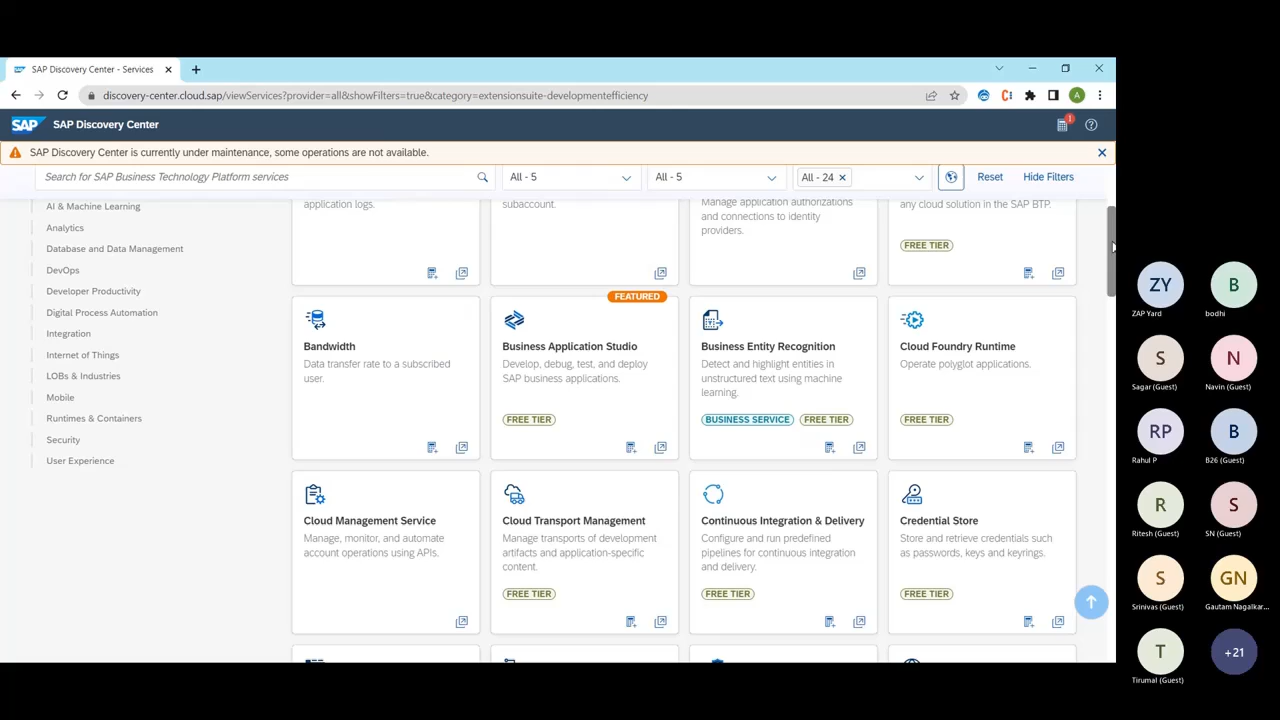 SAP Discovery Center - Services
discovery-center.cloud.sap/viewServices?provider=all&showFilters=true&category=extensionsuite-developmentefficiency
A
SAP
SAP Discovery Center
1
SAP Discovery Center is currently under maintenance, some operations are not available.
Search for SAP Business Technology Platform services
All - 5
All - 5
All - 24
Reset
Hide Filters
AI & Machine Learning
Analytics
Database and Data Management
DevOps
Developer Productivity
Digital Process Automation
Integration
Internet of Things
LOBs & Industries
Mobile
Runtimes & Containers
Security
User Experience
application logs.
subaccount.
Manage application authorizations
and connections to identity
providers.
any cloud solution in the SAP BTP.
FREE TIER
Bandwidth
Data transfer rate to a subscribed
user.
FEATURED
Business Application Studio
Develop, debug, test, and deploy
SAP business applications.
FREE TIER
Business Entity Recognition
Detect and highlight entities in
unstructured text using machine
learning.
BUSINESS SERVICE
FREE TIER
Cloud Foundry Runtime
Operate polyglot applications.
FREE TIER
Cloud Management Service
Manage, monitor, and automate
account operations using APIs.
Cloud Transport Management
Manage transports of development
artifacts and application-specific
content.
FREE TIER
Continuous Integration & Delivery
Configure and run predefined
pipelines for continuous integration
and delivery.
FREE TIER
Credential Store
Store and retrieve credentials such
as passwords, keys and keyrings.
FREE TIER
ZY
ZAP Yard
B
bodhi
S
Sagar (Guest)
N
Navin (Guest)
RP
Rahul P
B
B26 (Guest)
R
Ritesh (Guest)
S
SN (Guest)
S
Srinivas (Guest)
GN
Gautam Nagalkar...
T
Tirumal (Guest)
+21